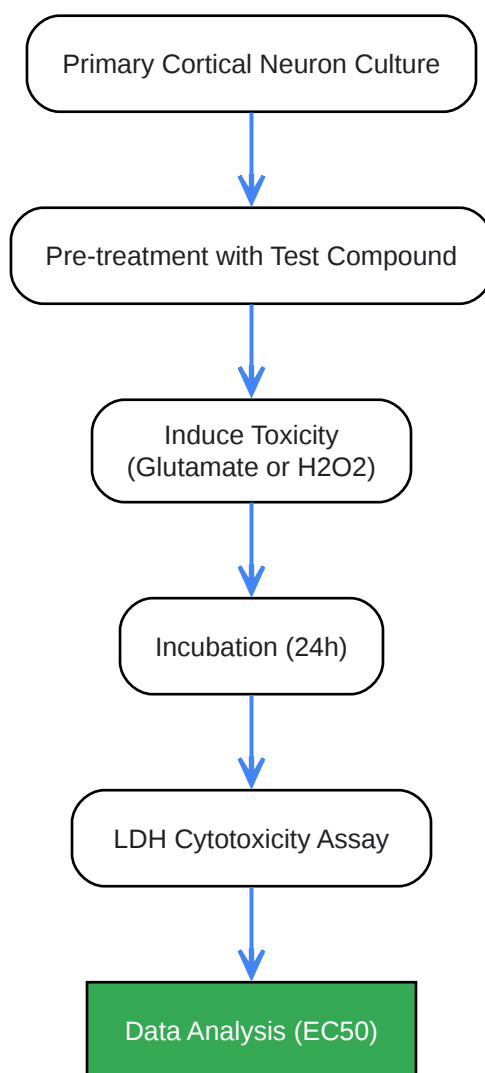 Primary Cortical Neuron Culture
Pre-treatment with Test Compound
Induce Toxicity
(Glutamate or H2O2)
Incubation (24h)
LDH Cytotoxicity Assay
Data Analysis (EC50)